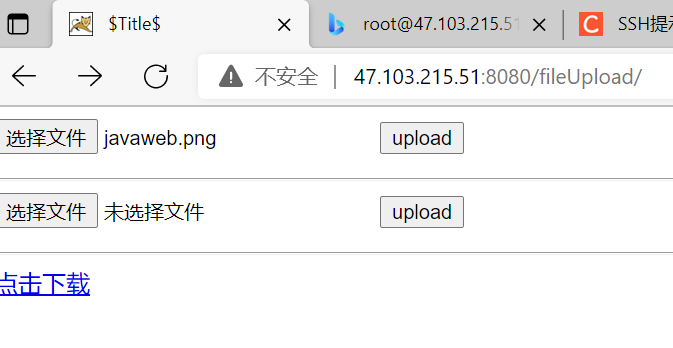 $Title$ root@47.103.215.51 SSH提示
不安全 47.103.215.51:8080/fileUpload/
选择文件 javaweb.png upload
选择文件 未选择文件 upload
点击下载